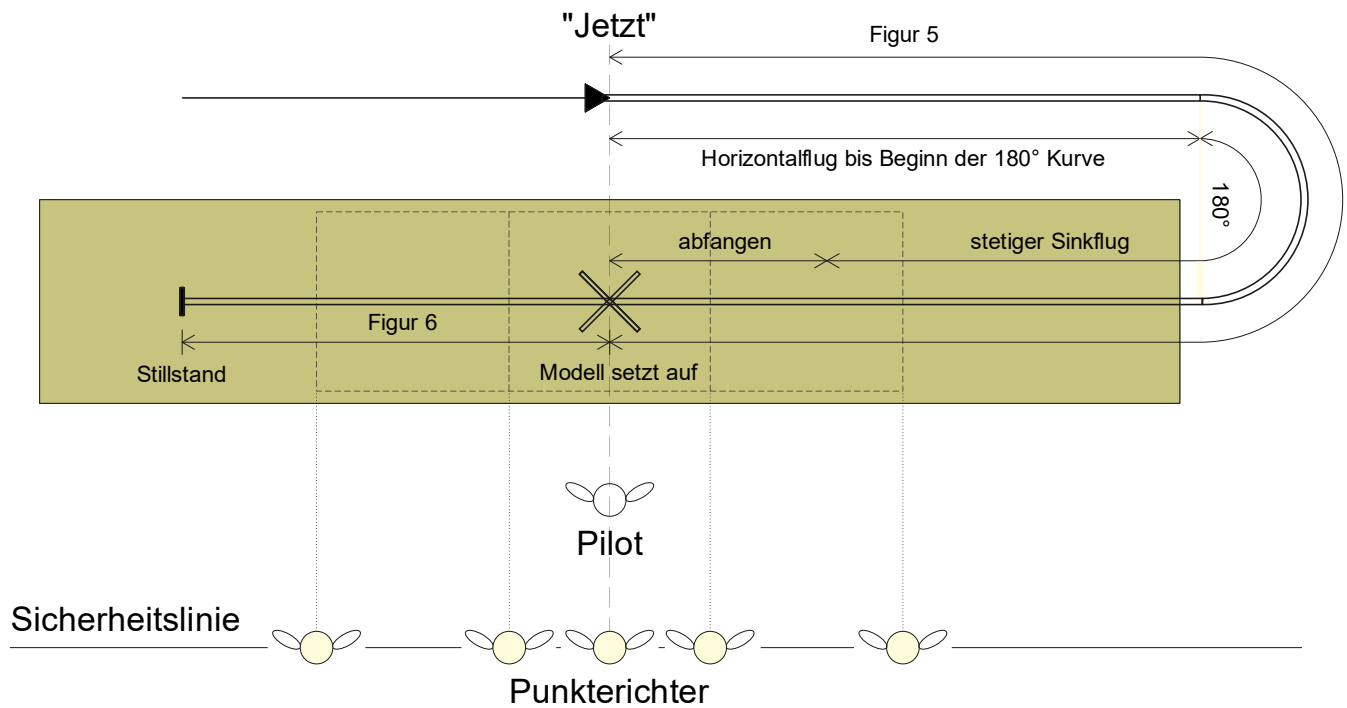 "Jetzt"
Figur 5
Horizontalflug bis Beginn der 180° Kurve
180°
abfangen
stetiger Sinkflug
Figur 6
Stillstand
Modell setzt auf
Pilot
Sicherheitslinie
Punkterichter